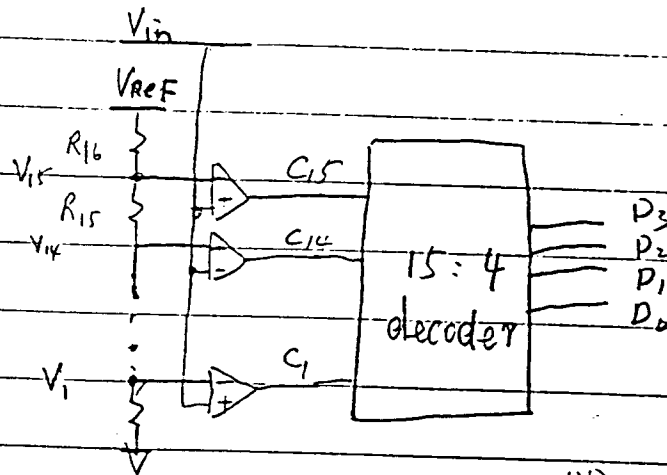 Vin
VReF
R16
V15
C15
R15
V14
C14
D3
D2
15 : 4
D1
decoder
D0
V1
C1
+